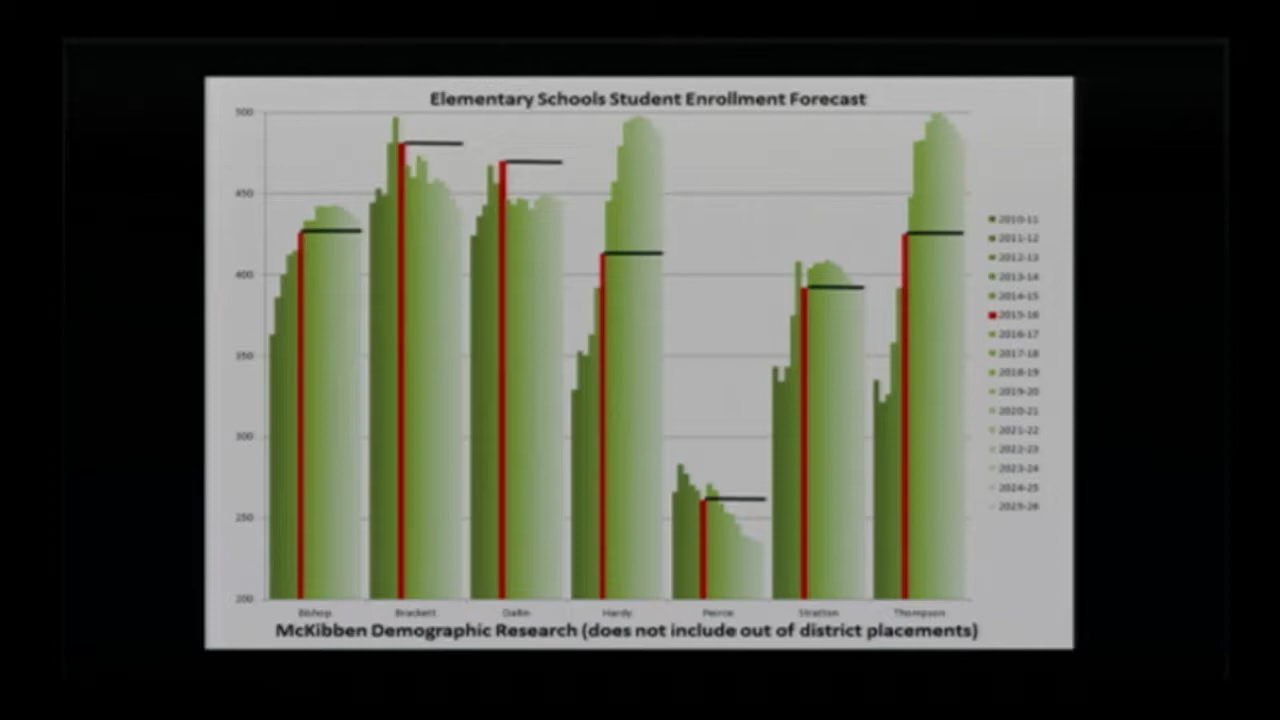 Elementary Schools Student Enrollment Forecast
500
450
400
350
300
250
200
Bishop
Brackett
Dallin
Hardy
Peirce
Stratton
Thompson
2010-11
2011-12
2012-13
2013-14
2014-15
2015-16
2016-17
2017-18
2018-19
2019-20
2020-21
2021-22
2022-23
2023-24
2024-25
2025-26
McKibben Demographic Research (does not include out of district placements)